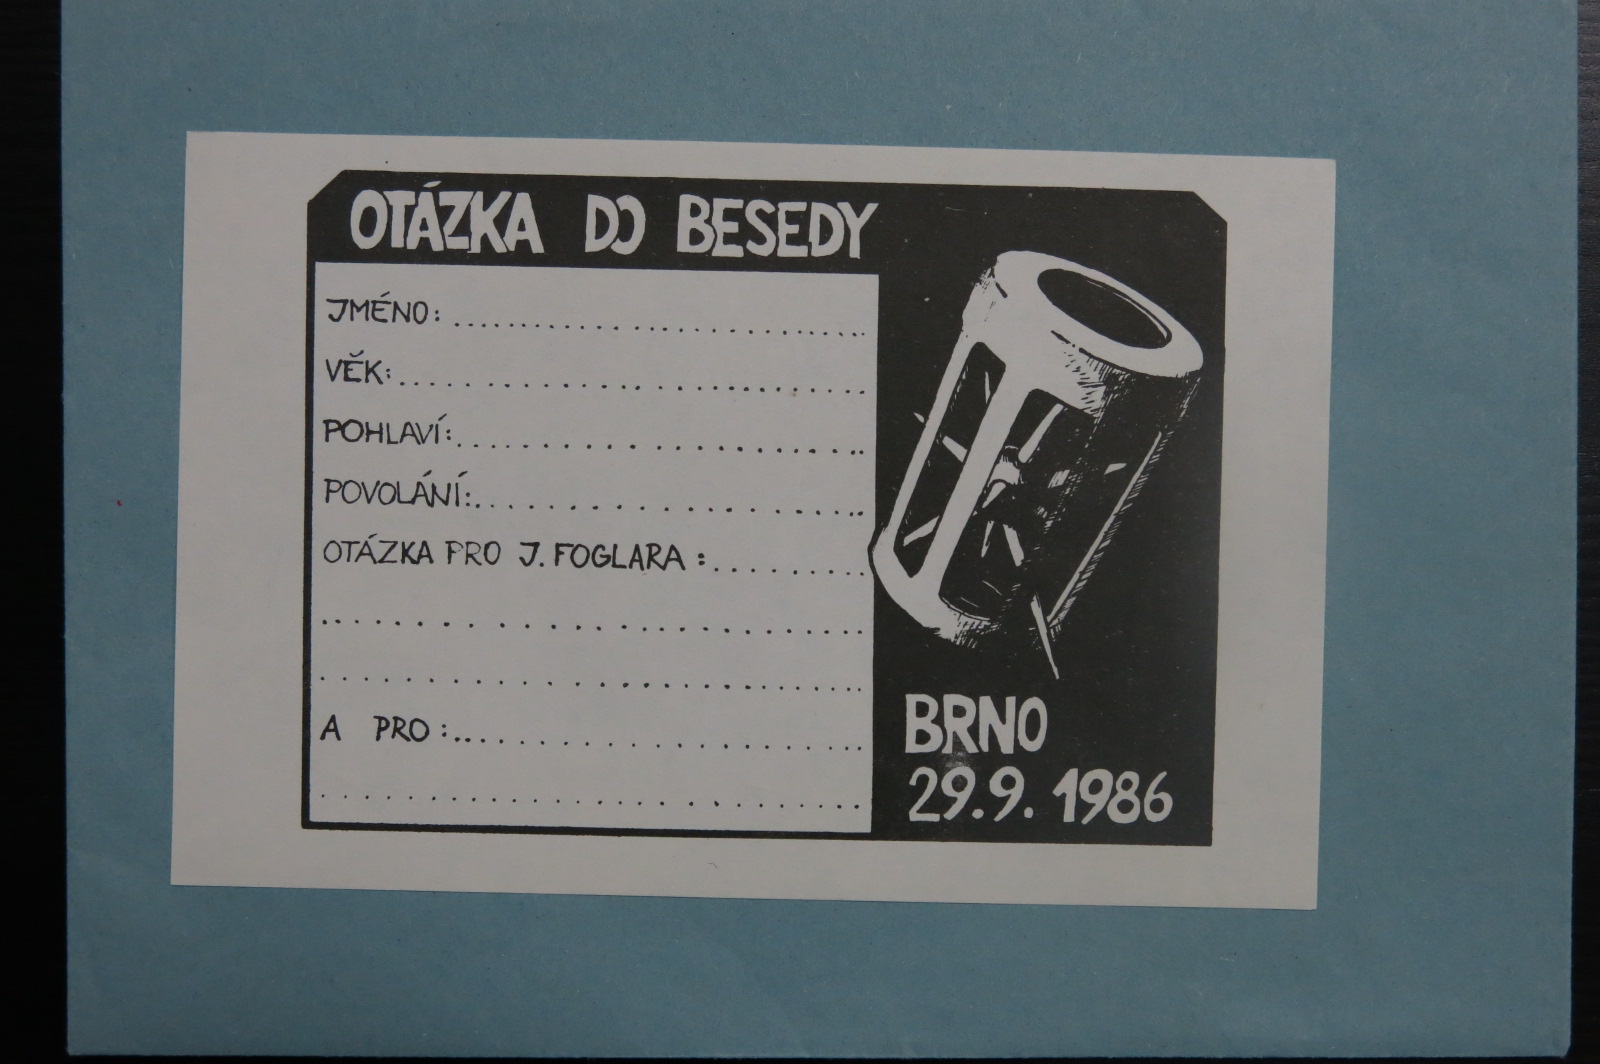 OTÁZKA DO BESEDY
JMÉNO: ........................
VĚK: ........................
POHLAVÍ: ........................
POVOLÁNÍ: ........................
OTÁZKA PRO J. FOGLARA : ........
........................
........................
A PRO : ........................
........................
BRNO
29.9. 1986